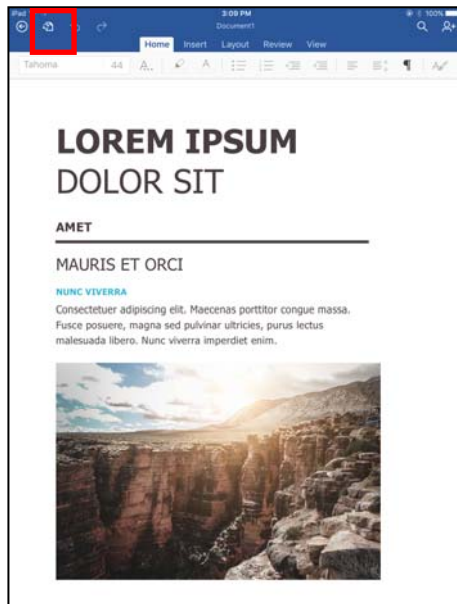 iPad
3:09 PM
100%
Document1
Home Insert Layout Review View
Tahoma 44 A..
A
LOREM IPSUM
DOLOR SIT
AMET
MAURIS ET ORCI
NUNC VIVERRA
Consectetuer adipiscing elit. Maecenas porttitor congue massa.
Fusce posuere, magna sed pulvinar ultricies, purus lectus
malesuada libero. Nunc viverra imperdiet enim.